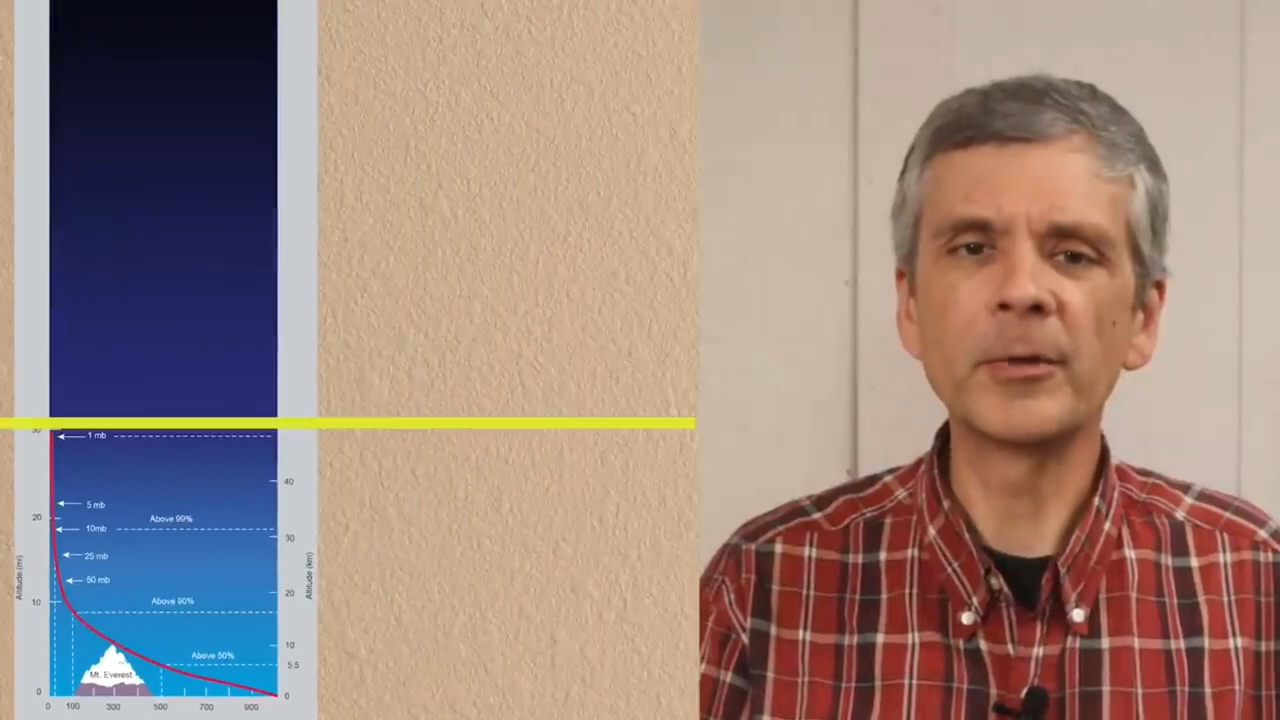 30
1 mb
40
5 mb
20
Above 99%
10mb
30
25 mb
Altitude (mi)
Altitude (km)
50 mb
20
10
Above 90%
10
Above 50%
5.5
Mt. Everest
0
0
0 100 300 500 700 900